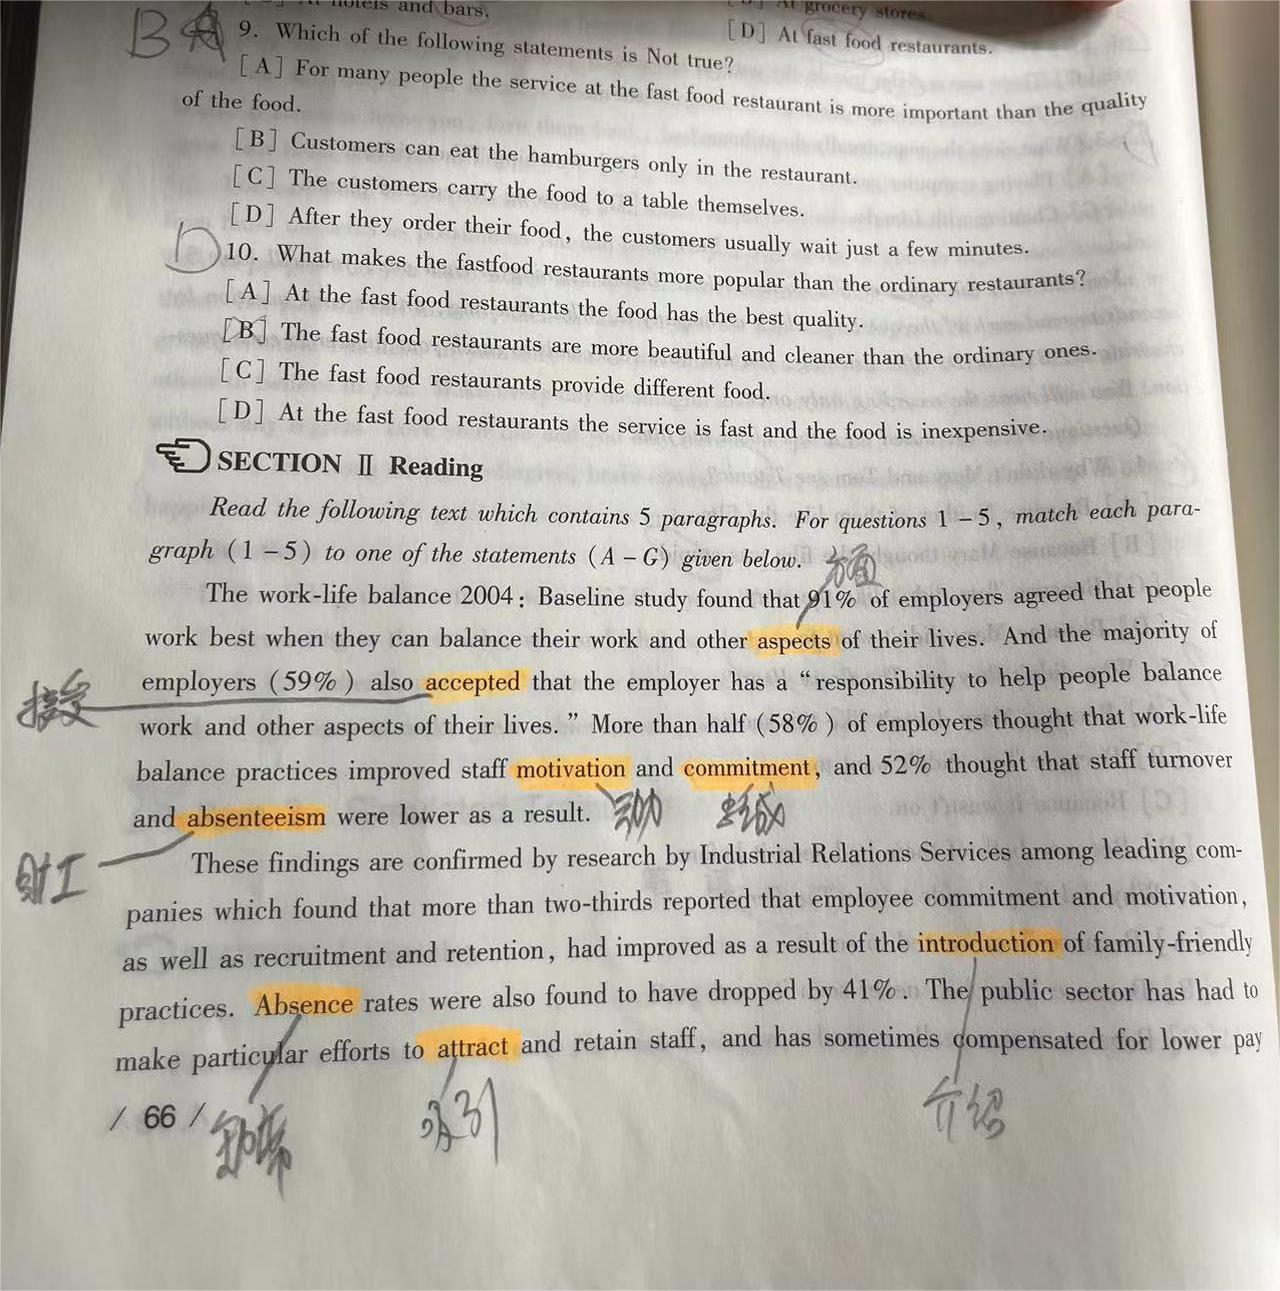 hotels and bars.
[D] At grocery stores
B
9. Which of the following statements is Not true?
[D] At fast food restaurants.
[A] For many people the service at the fast food restaurant is more important than the quality
of the food.
[B] Customers can eat the hamburgers only in the restaurant.
[C] The customers carry the food to a table themselves.
[D] After they order their food, the customers usually wait just a few minutes.
D
10. What makes the fastfood restaurants more popular than the ordinary restaurants?
[A] At the fast food restaurants the food has the best quality.
[B] The fast food restaurants are more beautiful and cleaner than the ordinary ones.
[C] The fast food restaurants provide different food.
[D] At the fast food restaurants the service is fast and the food is inexpensive.
SECTION Ⅱ Reading
Read the following text which contains 5 paragraphs. For questions 1-5, match each para-
graph (1-5) to one of the statements (A-G) given below.
方面
The work-life balance 2004: Baseline study found that 91% of employers agreed that people
work best when they can balance their work and other aspects of their lives. And the majority of
employers (59%) also accepted that the employer has a "responsibility to help people balance
接受
work and other aspects of their lives." More than half (58%) of employers thought that work-life
balance practices improved staff motivation and commitment, and 52% thought that staff turnover
and absenteeism were lower as a result.
动力
旷工
These findings are confirmed by research by Industrial Relations Services among leading com-
panies which found that more than two-thirds reported that employee commitment and motivation,
as well as recruitment and retention, had improved as a result of the introduction of family-friendly
practices. Absence rates were also found to have dropped by 41%. The public sector has had to
make particular efforts to attract and retain staff, and has sometimes compensated for lower pay
/ 66 /
吸引
介绍